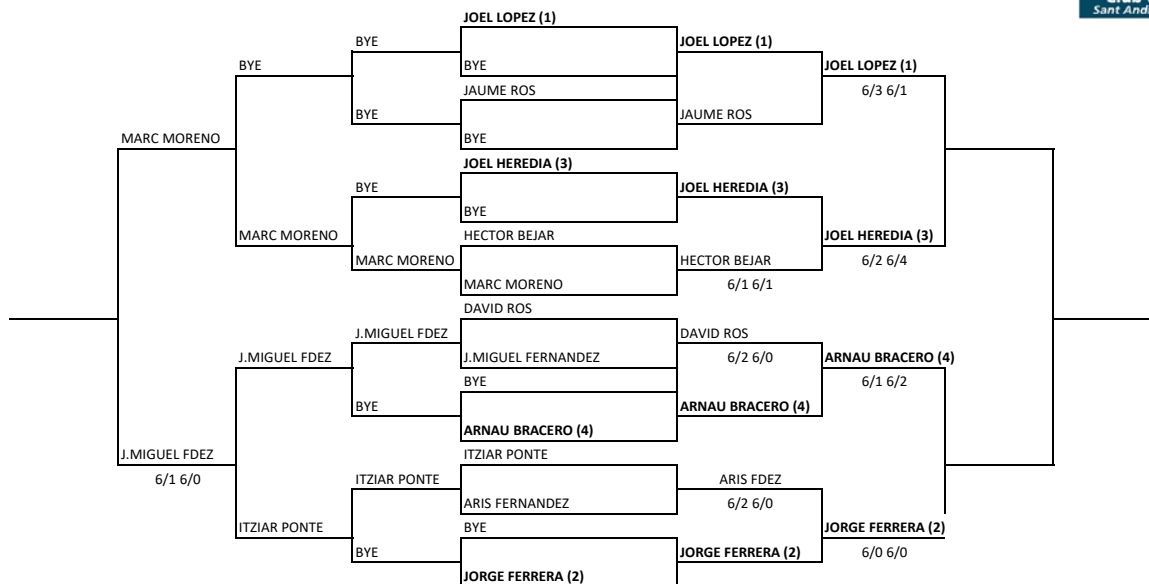 Sant And
JOEL LOPEZ (1)
BYE
JOEL LOPEZ (1)
BYE
BYE
JOEL LOPEZ (1)
JAUME ROS
6/3 6/1
BYE
JAUME ROS
MARC MORENO
BYE
JOEL HEREDIA (3)
BYE
JOEL HEREDIA (3)
BYE
MARC MORENO
HECTOR BEJAR
JOEL HEREDIA (3)
MARC MORENO
HECTOR BEJAR
6/2 6/4
MARC MORENO
6/1 6/1
DAVID ROS
J.MIGUEL FDEZ
DAVID ROS
J.MIGUEL FDEZ
J.MIGUEL FERNANDEZ
6/2 6/0
ARNAU BRACERO (4)
BYE
6/1 6/2
BYE
ARNAU BRACERO (4)
ARNAU BRACERO (4)
J.MIGUEL FDEZ
ITZIAR PONTE
6/1 6/0
ITZIAR PONTE
ARIS FDEZ
ARIS FERNANDEZ
6/2 6/0
ITZIAR PONTE
BYE
JORGE FERRERA (2)
BYE
JORGE FERRERA (2)
6/0 6/0
JORGE FERRERA (2)